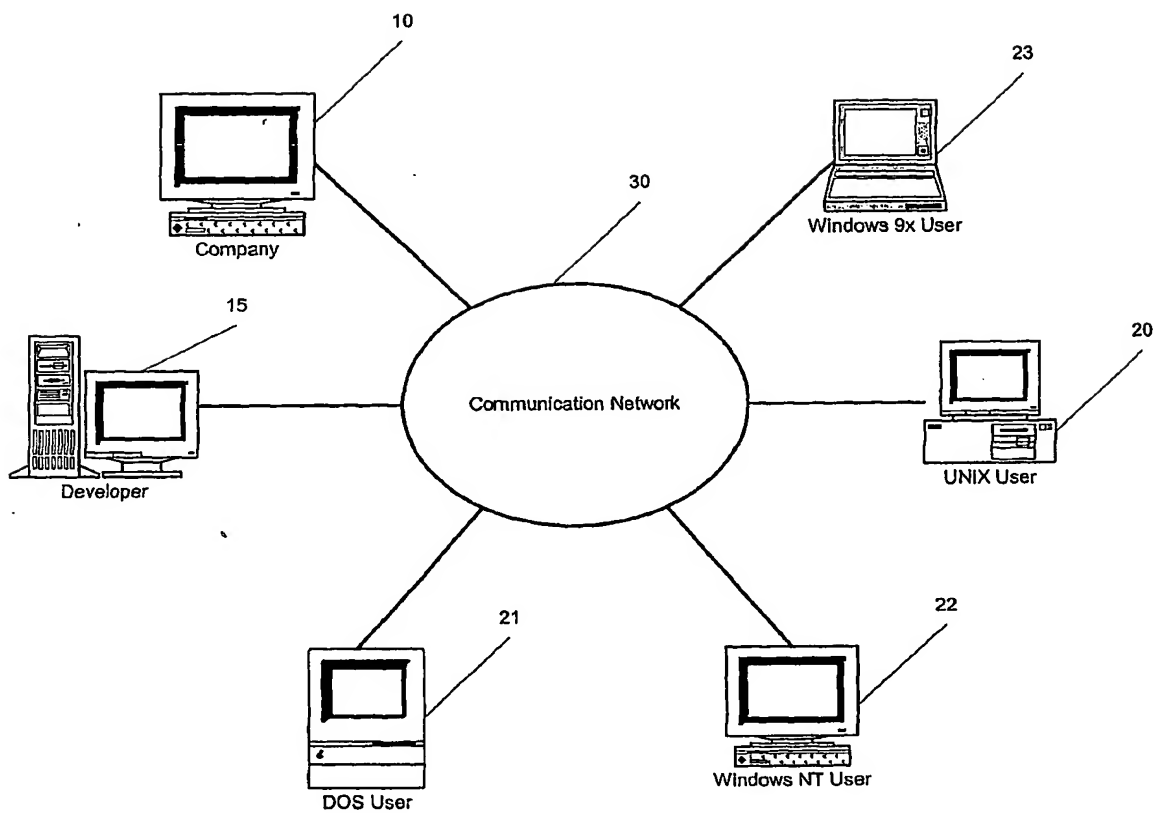 10
23
30
Company
Windows 9x User
15
20
Communication Network
Developer
UNIX User
21
22
DOS User
Windows NT User